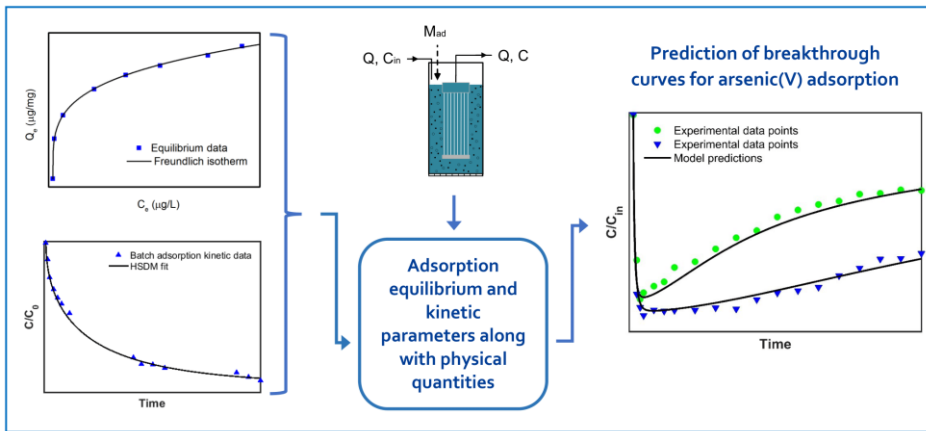 Qe (µg/mg)
Equilibrium data
Freundlich isotherm
Ce (µg/L)
C/C0
Batch adsorption kinetic data
HSDM fit
Time
Mad
Q, Cin
Q, C
Adsorption
equilibrium and
kinetic
parameters along
with physical
quantities
Prediction of breakthrough
curves for arsenic(V) adsorption
C/Cin
Experimental data points
Experimental data points
Model predictions
Time